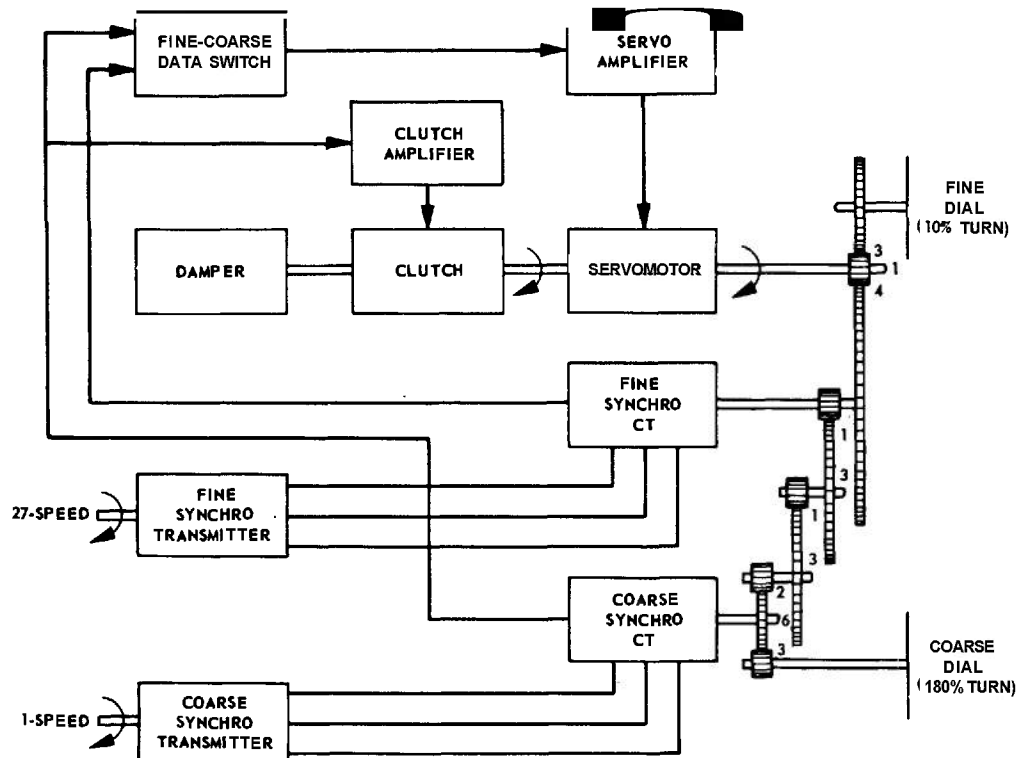 FINE-COARSE
DATA SWITCH
SERVO
AMPLIFIER
CLUTCH
AMPLIFIER
FINE
DIAL
( 10% TURN)
DAMPER
CLUTCH
SERVOMOTOR
3
1
4
FINE
SYNCHRO
CT
1
3
27-SPEED
FINE
SYNCHRO
TRANSMITTER
1
3
2
COARSE
SYNCHRO
CT
6
3
COARSE
DIAL
( 180% TURN)
1-SPEED
COARSE
SYNCHRO
TRANSMITTER